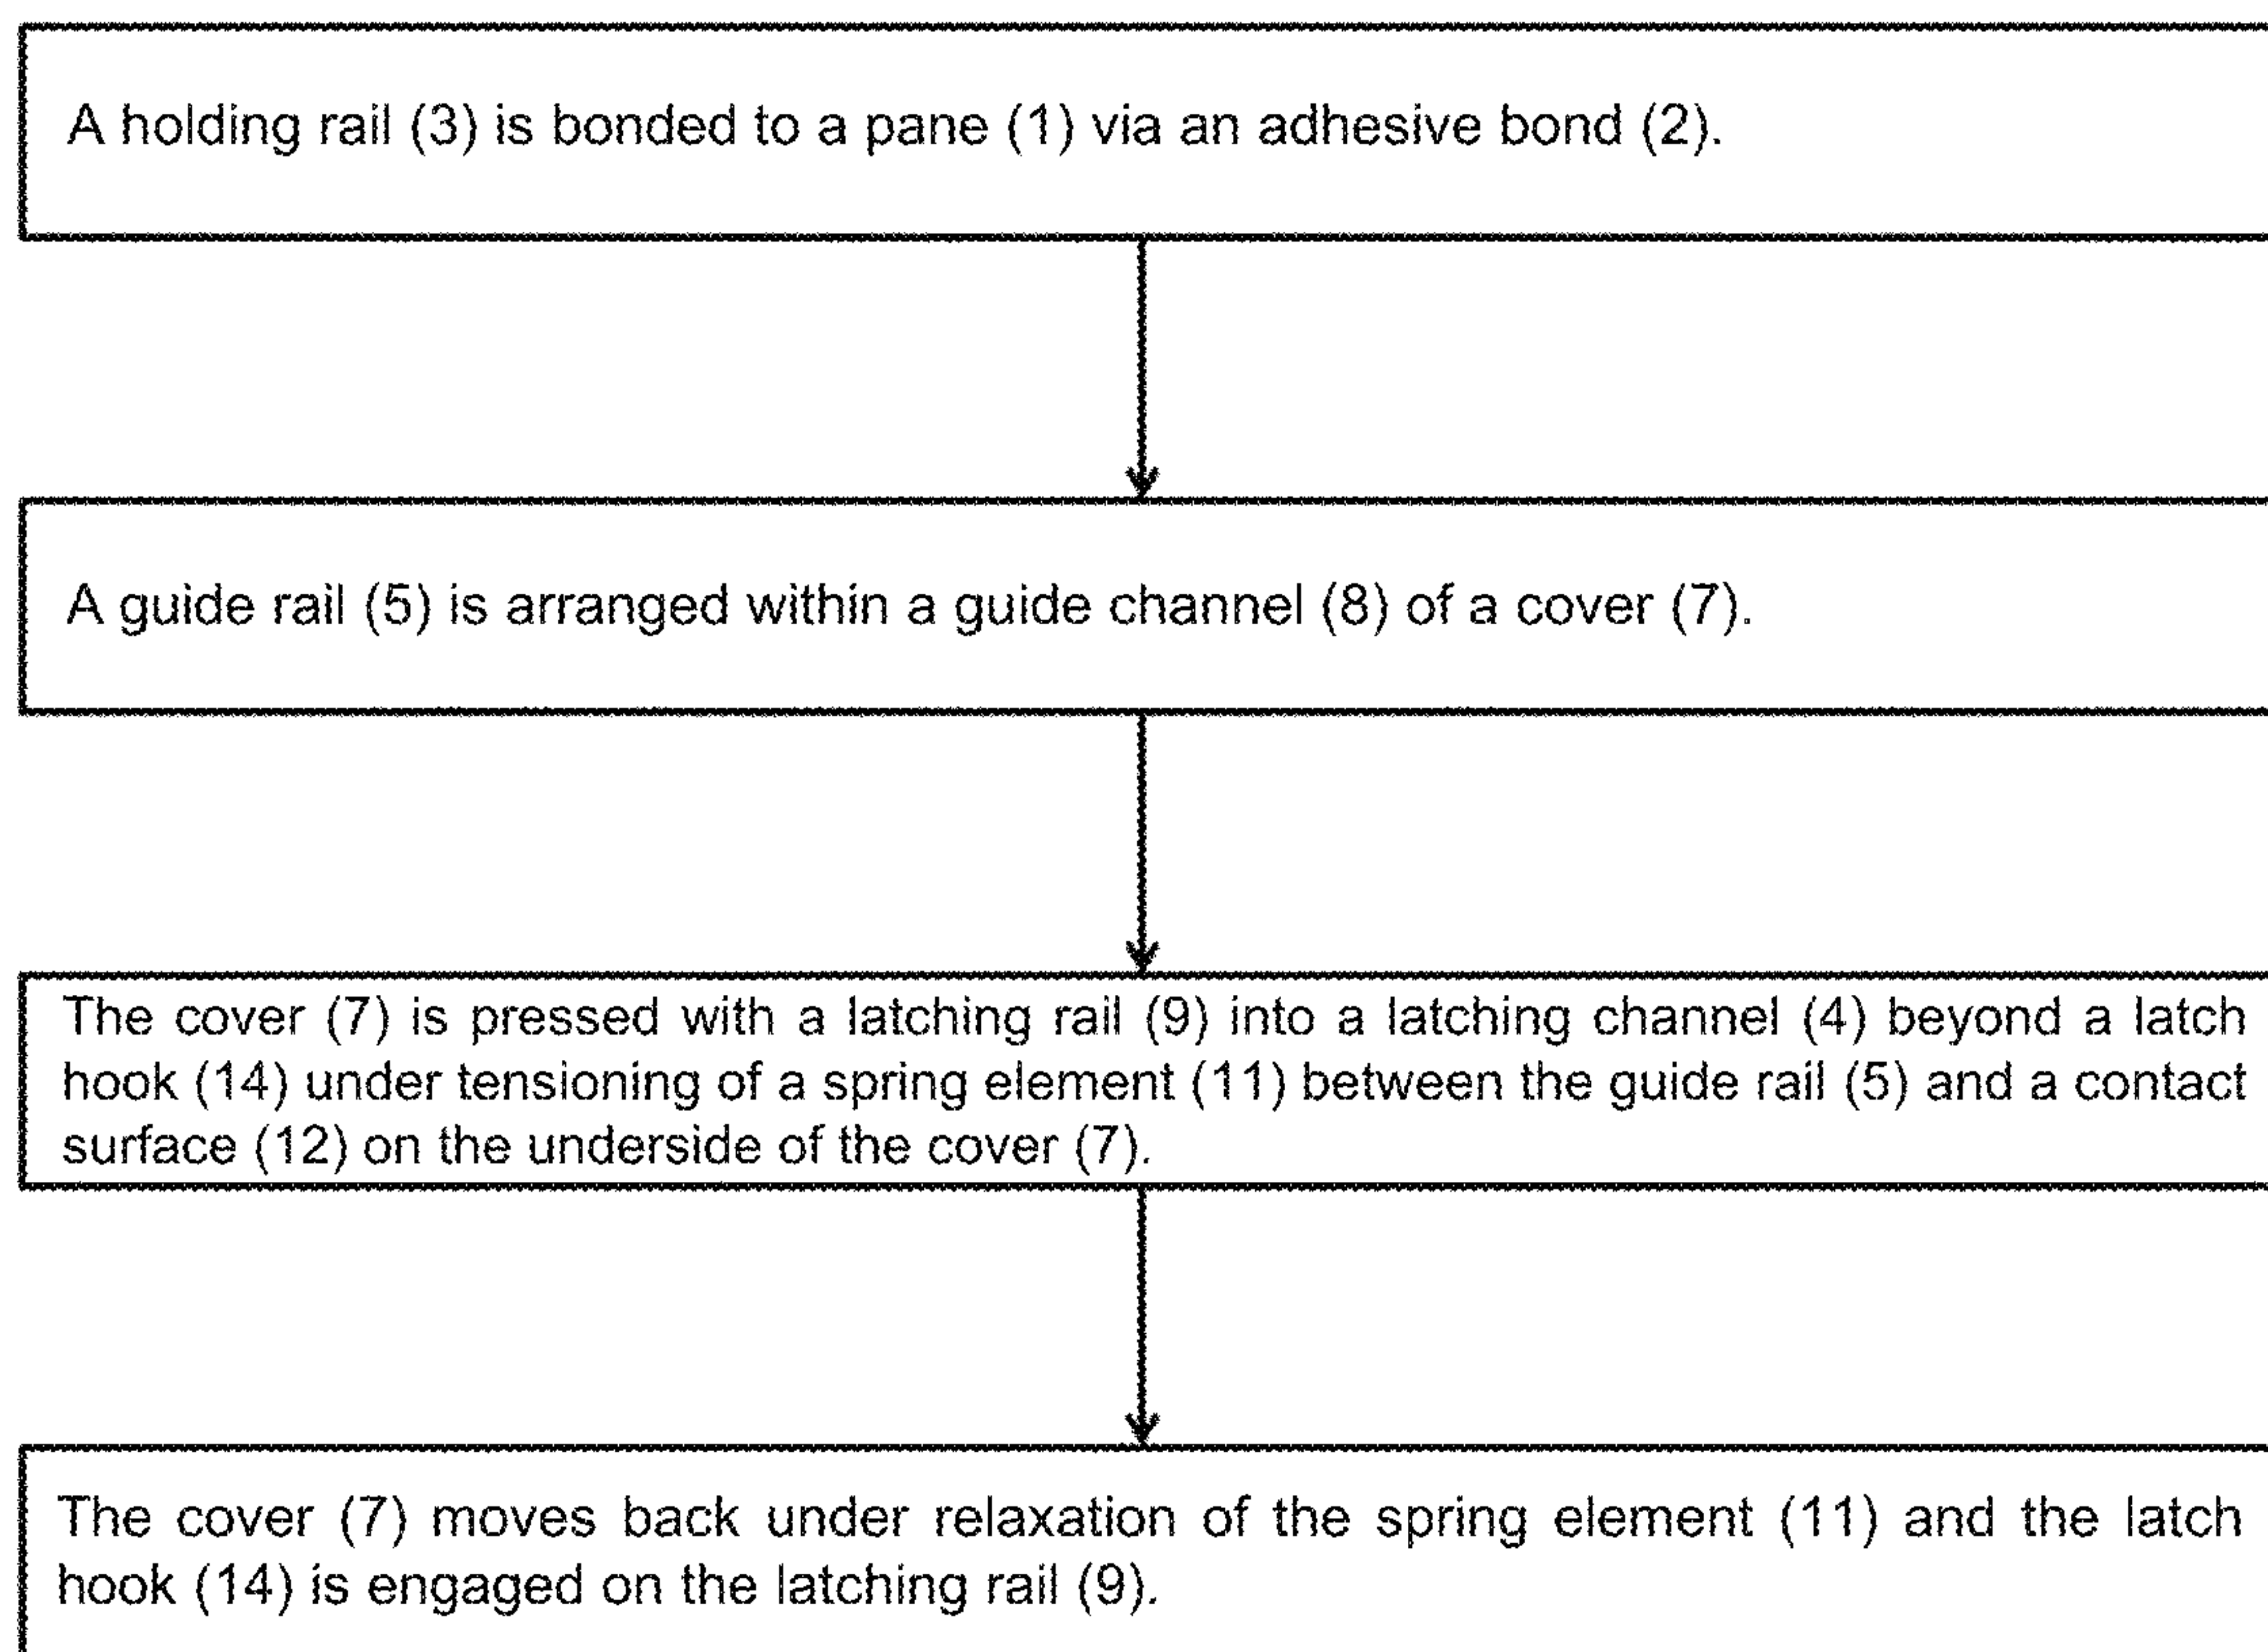 A holding rail (3) is bonded to a pane (1) via an adhesive bond (2).
A guide rail (5) is arranged within a guide channel (8) of a cover (7).
The cover (7) is pressed with a latching rail (9) into a latching channel (4) beyond a latch
hook (14) under tensioning of a spring element (11) between the guide rail (5) and a contact
surface (12) on the underside of the cover (7).
The cover (7) moves back under relaxation of the spring element (11) and the latch
hook (14) is engaged on the latching rail (9).